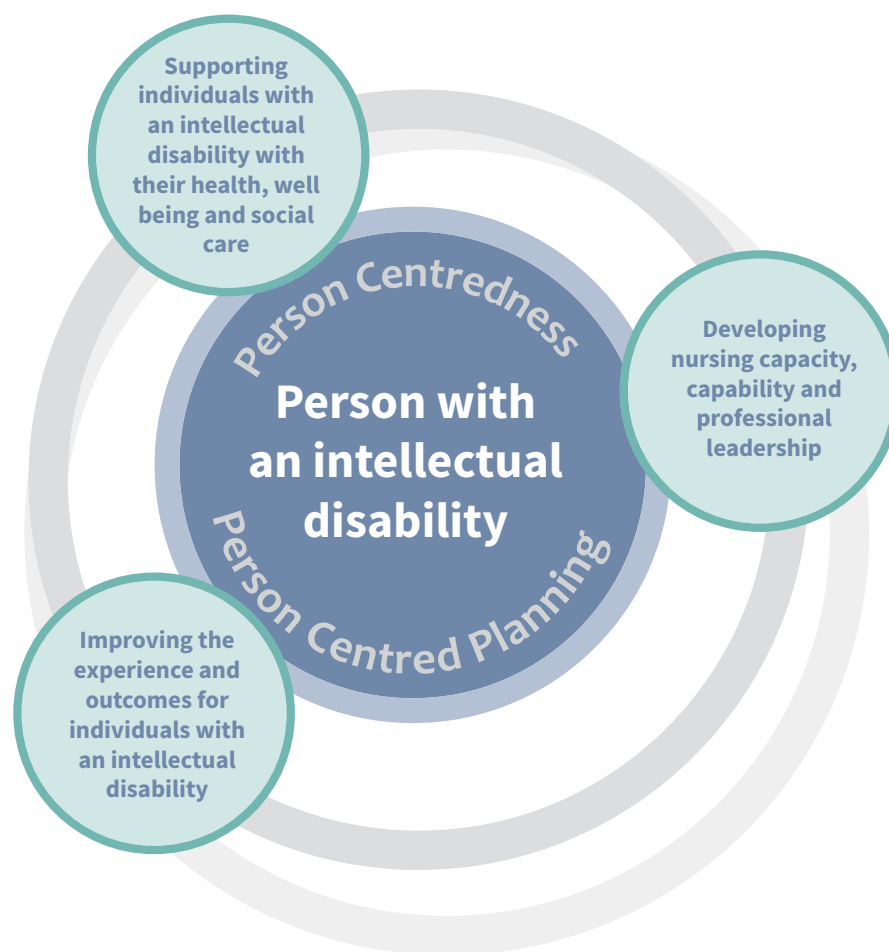 Supporting
individuals with
an intellectual
disability with
their health, well
being and social
care
Person Centredness
Person with
an intellectual
disability
Person Centred Planning
Developing
nursing capacity,
capability and
professional
leadership
Improving the
experience and
outcomes for
individuals with
an intellectual
disability